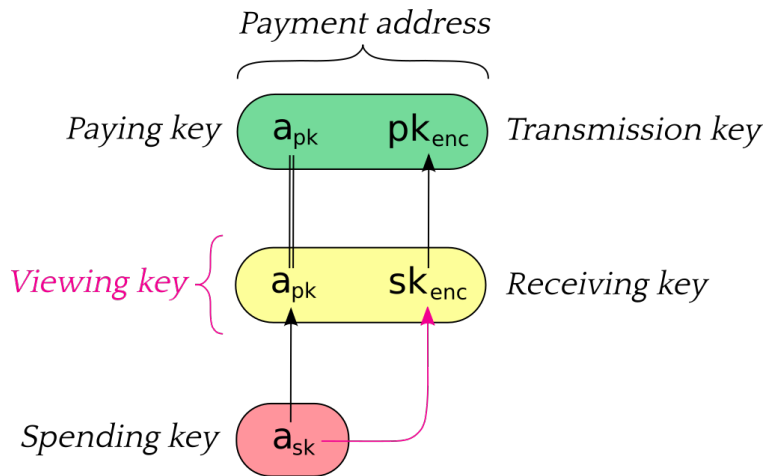 Payment address
Paying key a_pk pk_enc Transmission key
Viewing key a_pk sk_enc Receiving key
Spending key a_sk